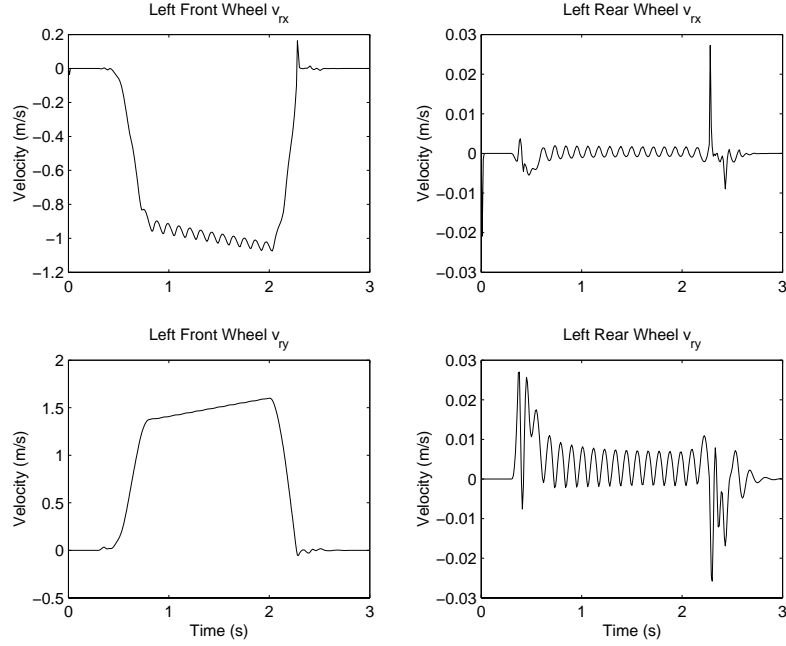 Left Front Wheel v_rx
0.2
0
−0.2
−0.4
−0.6
−0.8
−1
−1.2
Velocity (m/s)
0 1 2 3
Left Rear Wheel v_rx
0.03
0.02
0.01
0
−0.01
−0.02
−0.03
Velocity (m/s)
0 1 2 3
Left Front Wheel v_ry
2
1.5
1
0.5
0
−0.5
Velocity (m/s)
0 1 2 3
Time (s)
Left Rear Wheel v_ry
0.03
0.02
0.01
0
−0.01
−0.02
−0.03
Velocity (m/s)
0 1 2 3
Time (s)